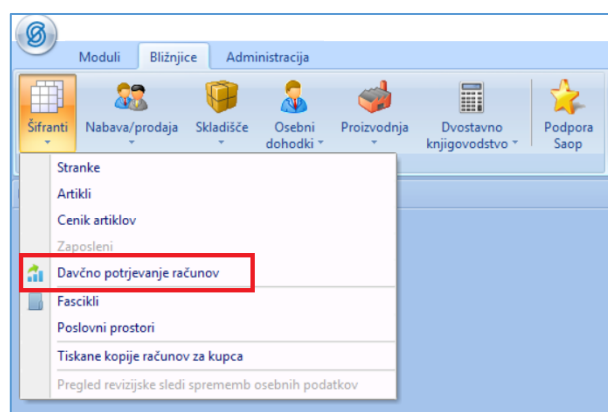 Moduli Bližnjice Administracija
Šifranti Nabava/prodaja Skladišče Osebni dohodki Proizvodnja Dvostavno knjigovodstvo Podpora Saop
Stranke
Artikli
Cenik artiklov
Zaposleni
Davčno potrjevanje računov
Fascikli
Poslovni prostori
Tiskane kopije računov za kupca
Pregled revizijske sledi sprememb osebnih podatkov